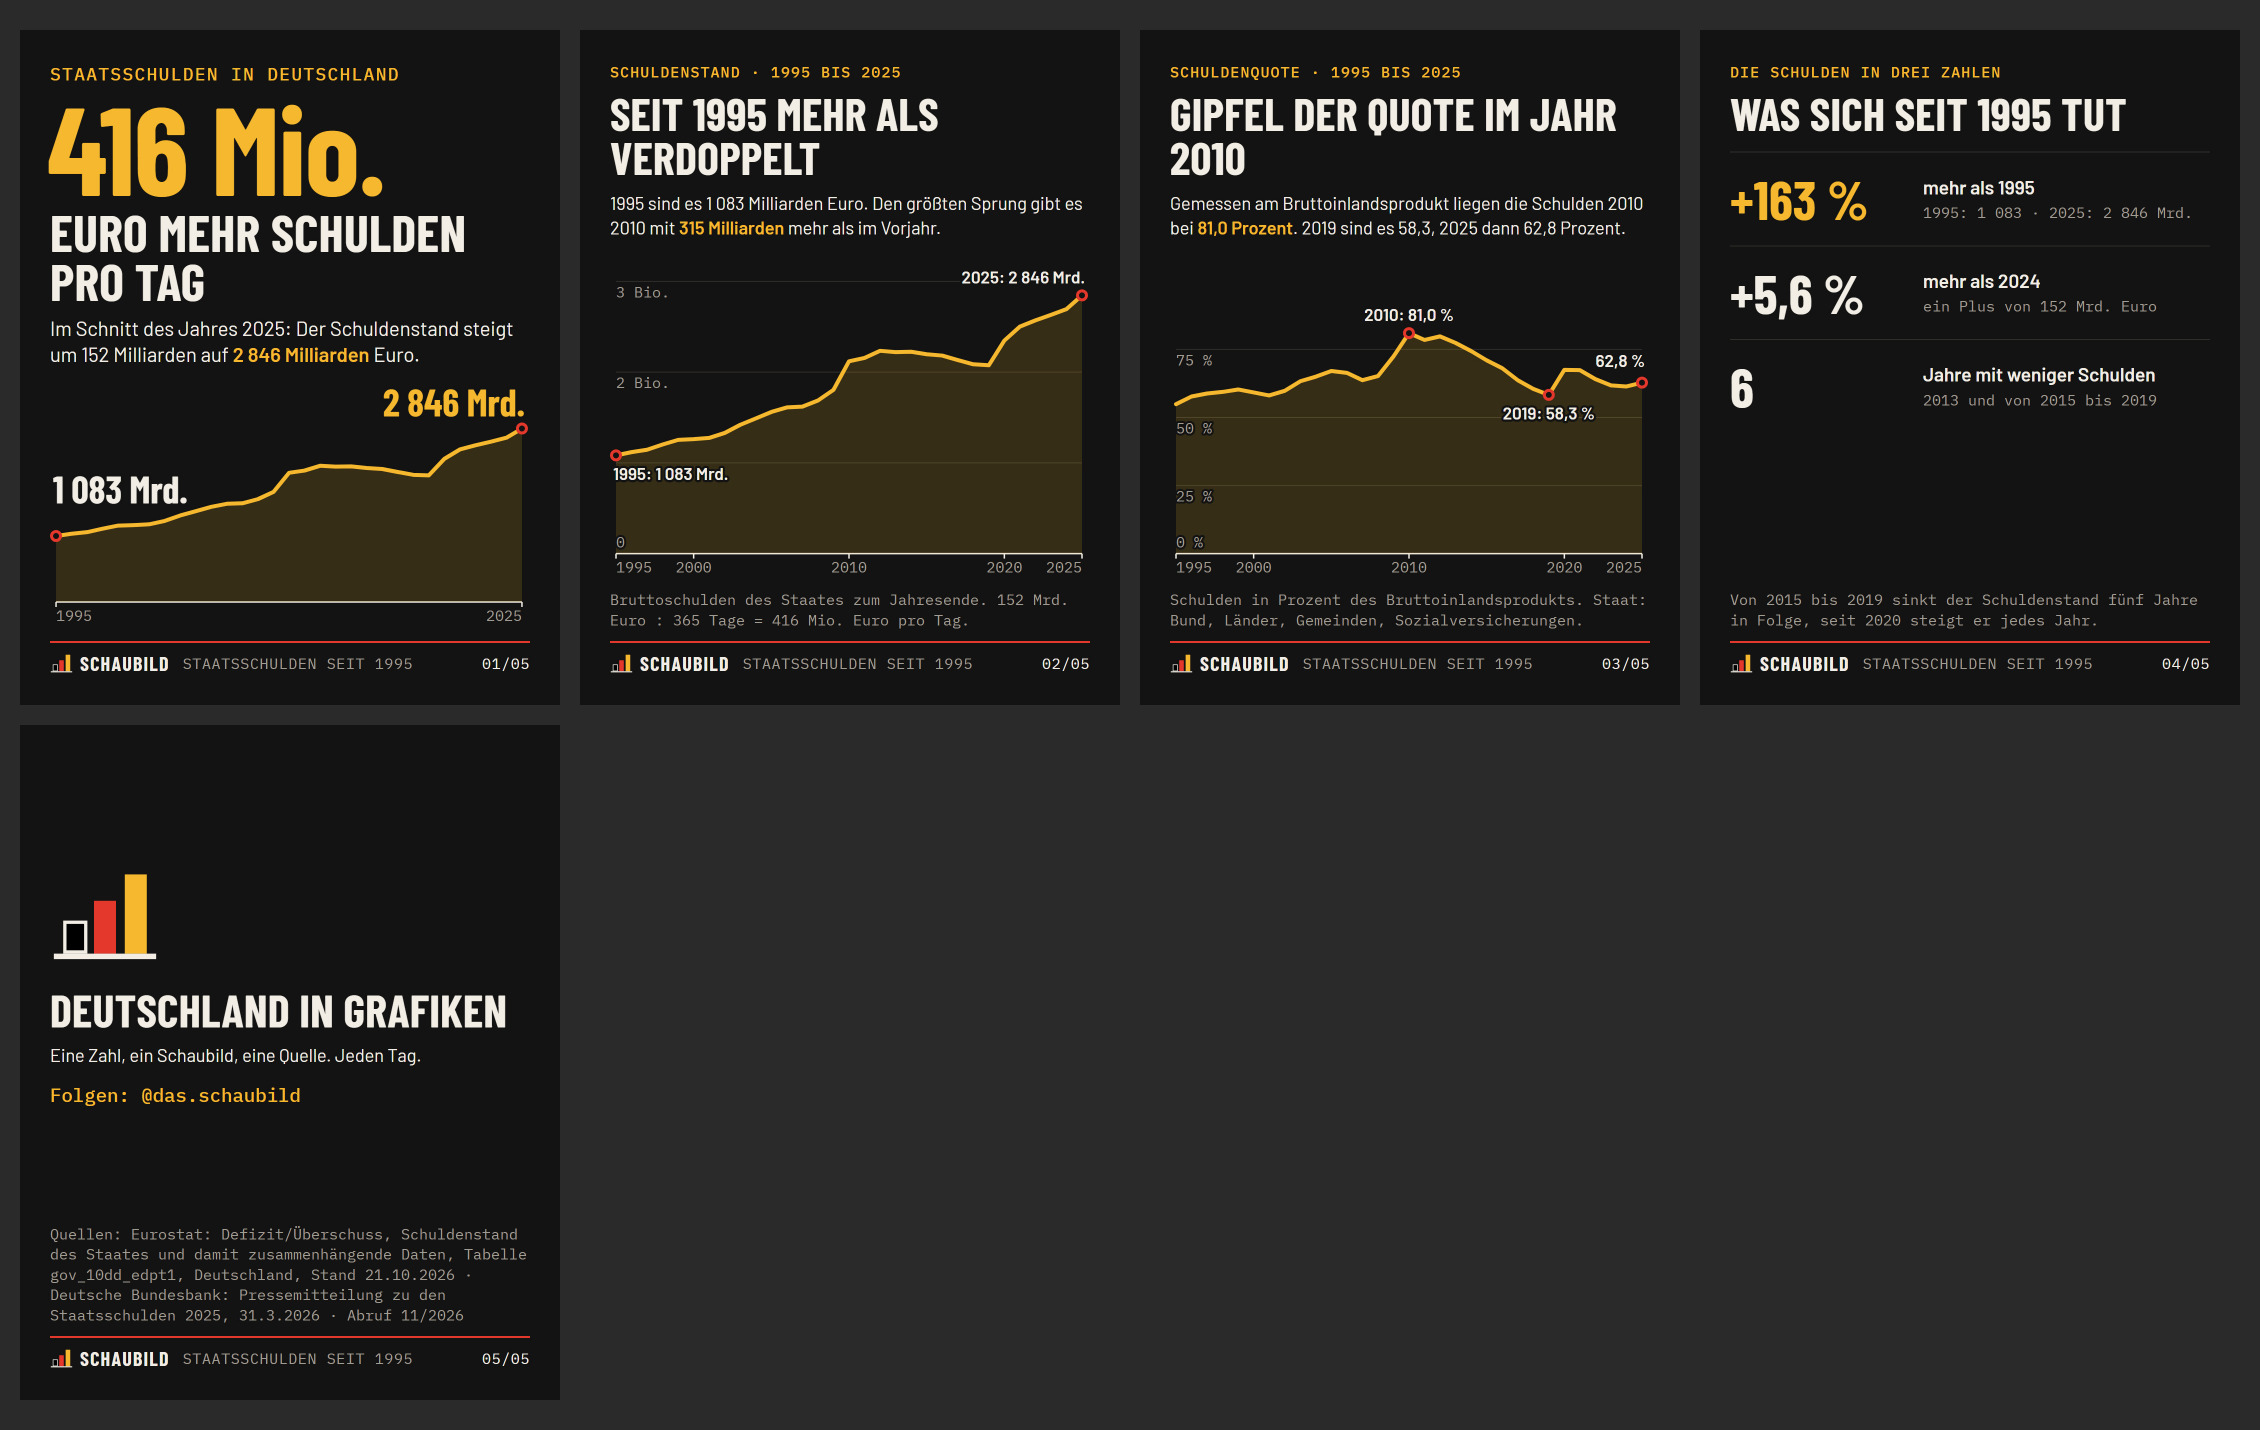 STAATSSCHULDEN IN DEUTSCHLAND
416 Mio.
EURO MEHR SCHULDEN
PRO TAG
Im Schnitt des Jahres 2025: Der Schuldenstand steigt
um 152 Milliarden auf 2 846 Milliarden Euro.
2 846 Mrd.
1 083 Mrd.
1995 2025
SCHAUBILD STAATSSCHULDEN SEIT 1995 01/05
SCHULDENSTAND · 1995 BIS 2025
SEIT 1995 MEHR ALS
VERDOPPELT
1995 sind es 1 083 Milliarden Euro. Den größten Sprung gibt es
2010 mit 315 Milliarden mehr als im Vorjahr.
2025: 2 846 Mrd.
3 Bio.
2 Bio.
1995: 1 083 Mrd.
0
1995 2000 2010 2020 2025
Bruttoschulden des Staates zum Jahresende. 152 Mrd.
Euro : 365 Tage = 416 Mio. Euro pro Tag.
SCHAUBILD STAATSSCHULDEN SEIT 1995 02/05
SCHULDENQUOTE · 1995 BIS 2025
GIPFEL DER QUOTE IM JAHR
2010
Gemessen am Bruttoinlandsprodukt liegen die Schulden 2010
bei 81,0 Prozent. 2019 sind es 58,3, 2025 dann 62,8 Prozent.
2010: 81,0 %
75 %
62,8 %
2019: 58,3 %
50 %
25 %
0 %
1995 2000 2010 2020 2025
Schulden in Prozent des Bruttoinlandsprodukts. Staat:
Bund, Länder, Gemeinden, Sozialversicherungen.
SCHAUBILD STAATSSCHULDEN SEIT 1995 03/05
DIE SCHULDEN IN DREI ZAHLEN
WAS SICH SEIT 1995 TUT
+163 %
mehr als 1995
1995: 1 083 · 2025: 2 846 Mrd.
+5,6 %
mehr als 2024
ein Plus von 152 Mrd. Euro
6
Jahre mit weniger Schulden
2013 und von 2015 bis 2019
Von 2015 bis 2019 sinkt der Schuldenstand fünf Jahre
in Folge, seit 2020 steigt er jedes Jahr.
SCHAUBILD STAATSSCHULDEN SEIT 1995 04/05
DEUTSCHLAND IN GRAFIKEN
Eine Zahl, ein Schaubild, eine Quelle. Jeden Tag.
Folgen: @das.schaubild
Quellen: Eurostat: Defizit/Überschuss, Schuldenstand
des Staates und damit zusammenhängende Daten, Tabelle
gov_10dd_edpt1, Deutschland, Stand 21.10.2026 ·
Deutsche Bundesbank: Pressemitteilung zu den
Staatsschulden 2025, 31.3.2026 · Abruf 11/2026
SCHAUBILD STAATSSCHULDEN SEIT 1995 05/05